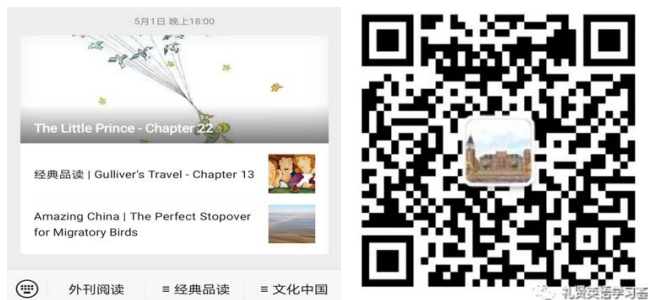 5月1日 晚上18:00
The Little Prince - Chapter 22
经典品读 | Gulliver's Travel - Chapter 13
Amazing China | The Perfect Stopover
for Migratory Birds
外刊阅读
≡ 经典品读
≡ 文化中国
礼贤英语学习荟